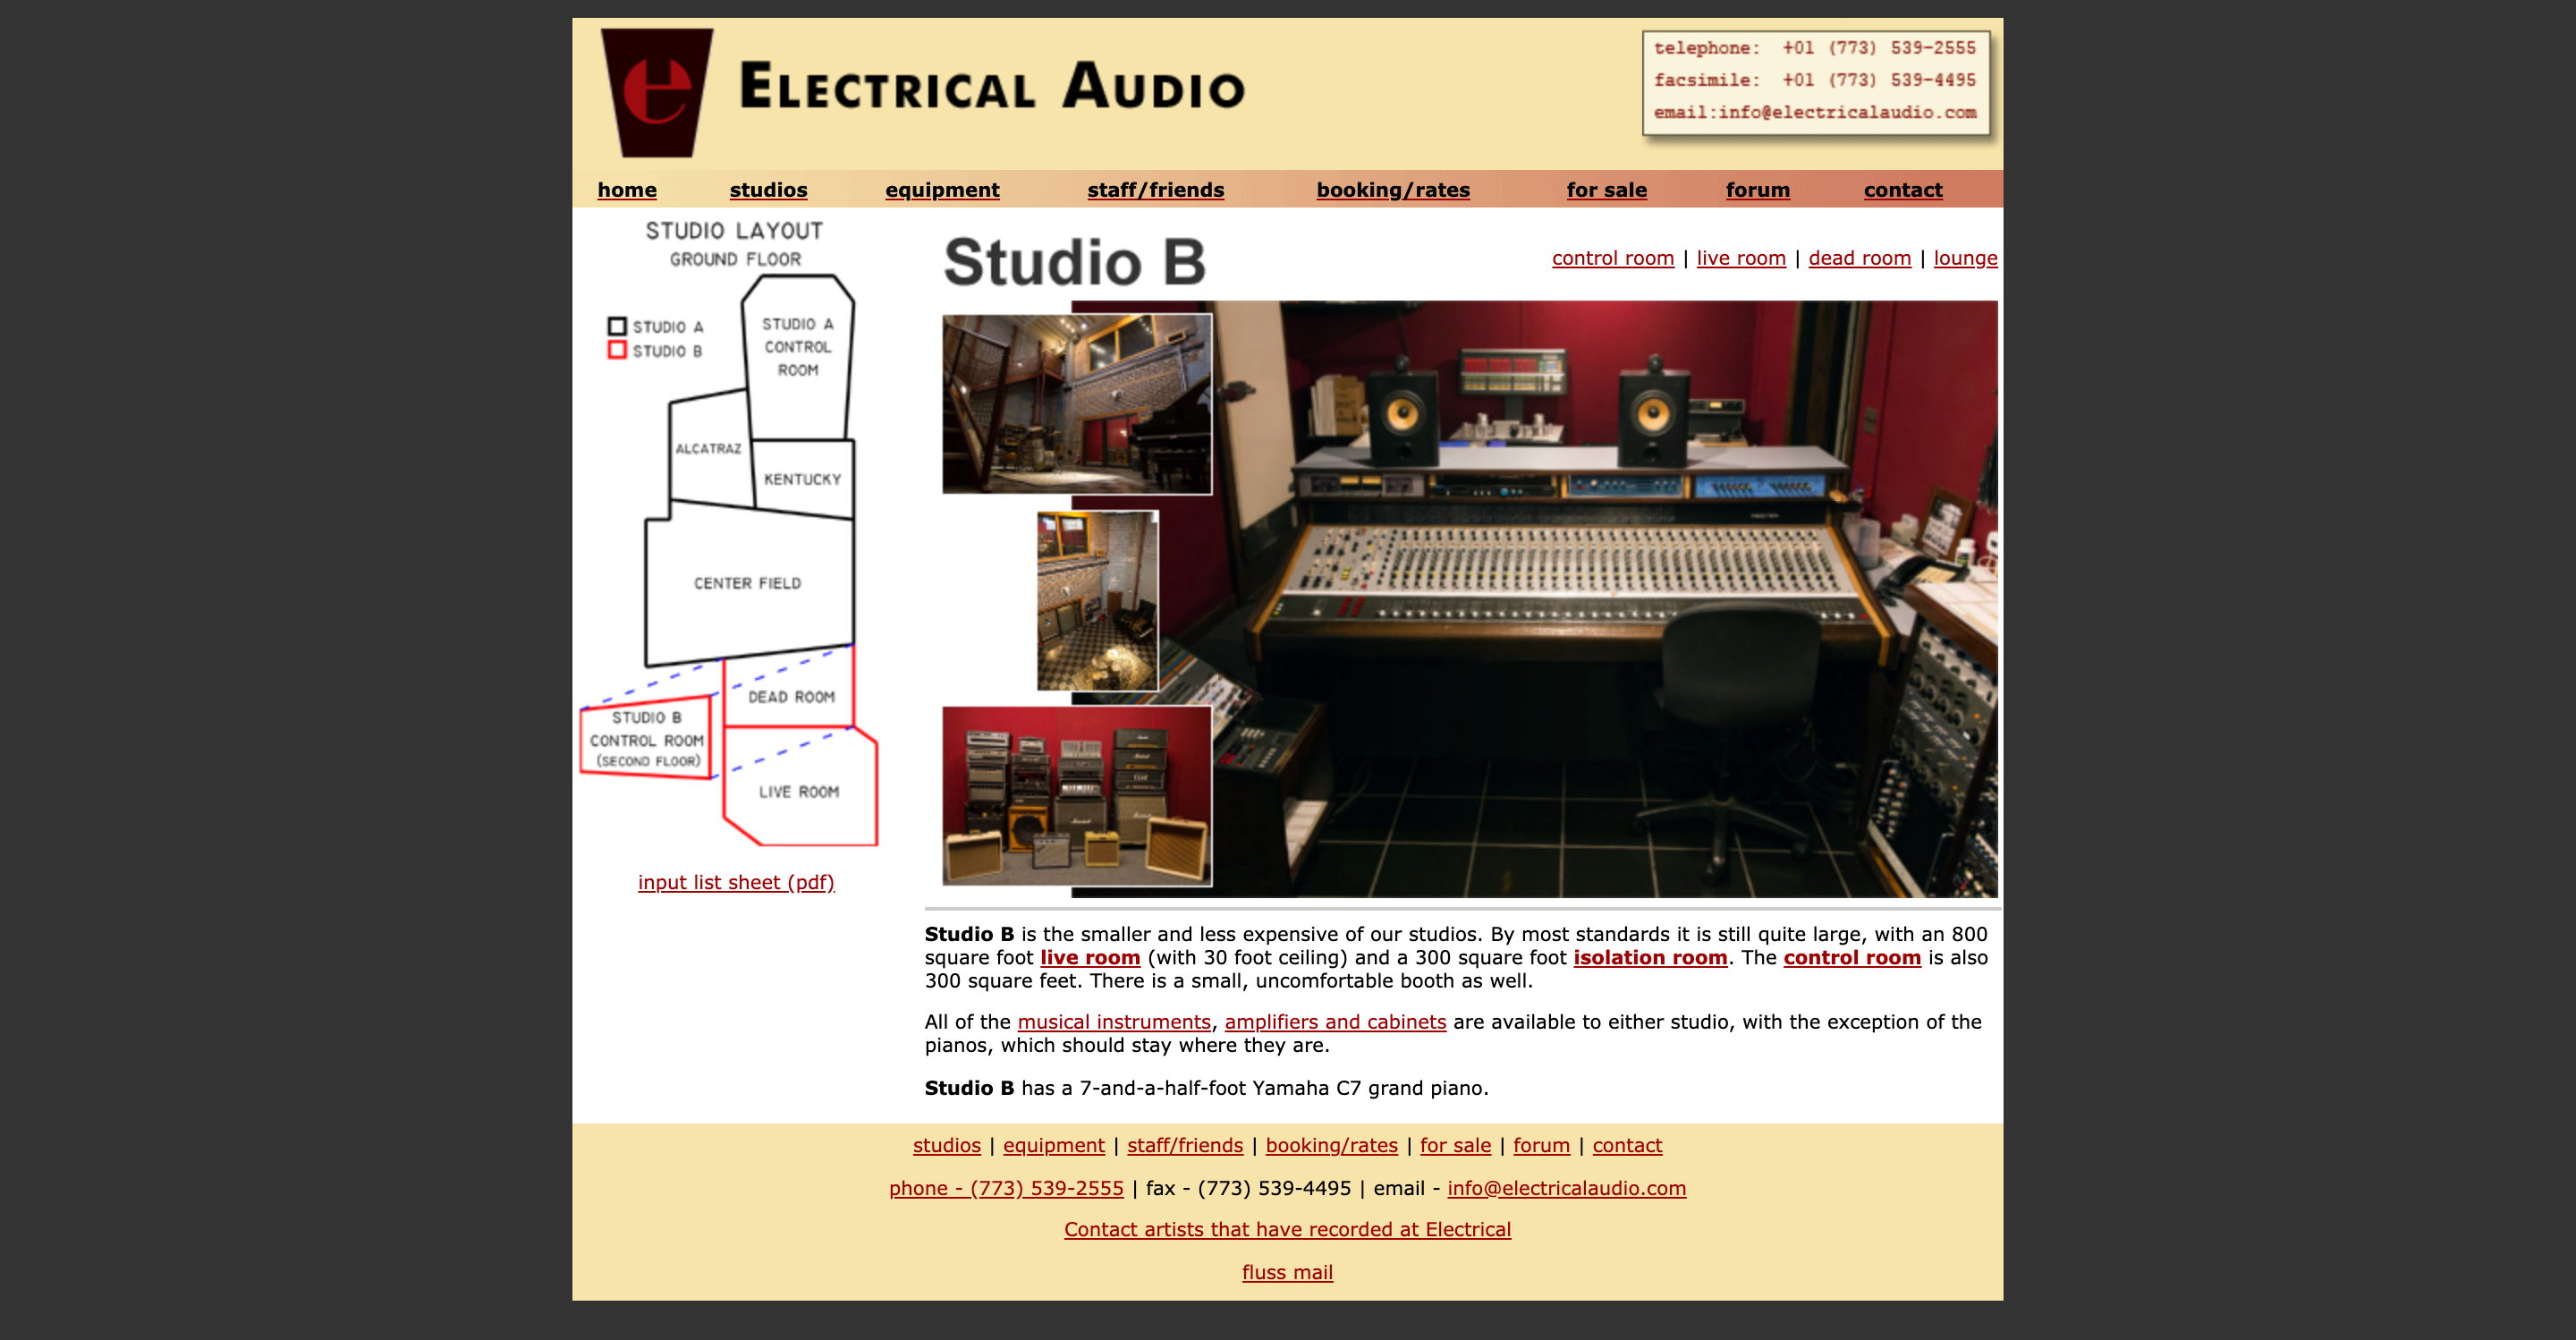 e
ELECTRICAL AUDIO
telephone: +01 (773) 539-2555
facsimile: +01 (773) 539-4495
email:info@electricalaudio.com
home studios equipment staff/friends booking/rates for sale forum contact
STUDIO LAYOUT
GROUND FLOOR
STUDIO A
STUDIO B
STUDIO A
CONTROL
ROOM
ALCATRAZ
KENTUCKY
CENTER FIELD
DEAD ROOM
STUDIO B
CONTROL ROOM
(SECOND FLOOR)
LIVE ROOM
input list sheet (pdf)
Studio B
control room | live room | dead room | lounge
Studio B is the smaller and less expensive of our studios. By most standards it is still quite large, with an 800
square foot live room (with 30 foot ceiling) and a 300 square foot isolation room. The control room is also
300 square feet. There is a small, uncomfortable booth as well.
All of the musical instruments, amplifiers and cabinets are available to either studio, with the exception of the
pianos, which should stay where they are.
Studio B has a 7-and-a-half-foot Yamaha C7 grand piano.
studios | equipment | staff/friends | booking/rates | for sale | forum | contact
phone - (773) 539-2555 | fax - (773) 539-4495 | email - info@electricalaudio.com
Contact artists that have recorded at Electrical
fluss mail